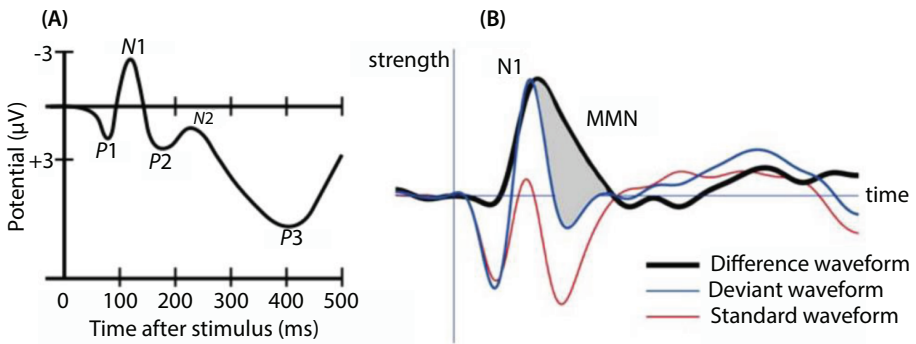 (A)
-3
N1
N2
P1
P2
+3
P3
Potential (μV)
0 100 200 300 400 500
Time after stimulus (ms)
(B)
strength
N1
MMN
time
Difference waveform
Deviant waveform
Standard waveform